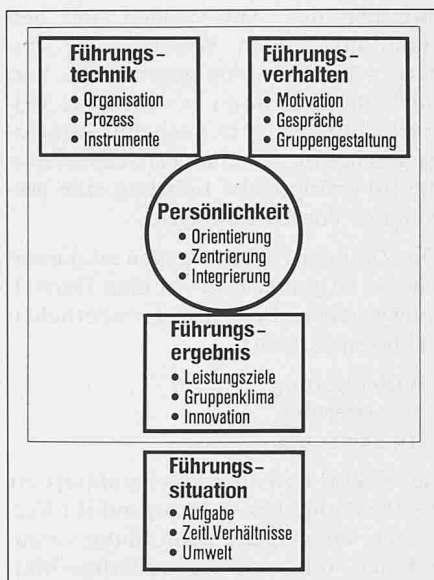 Führungs-
technik
• Organisation
• Prozess
• Instrumente
Führungs-
verhalten
• Motivation
• Gespräche
• Gruppengestaltung
Persönlichkeit
• Orientierung
• Zentrierung
• Integrierung
Führungs-
ergebnis
• Leistungsziele
• Gruppenklima
• Innovation
Führungs-
situation
• Aufgabe
• Zeitl.Verhältnisse
• Umwelt